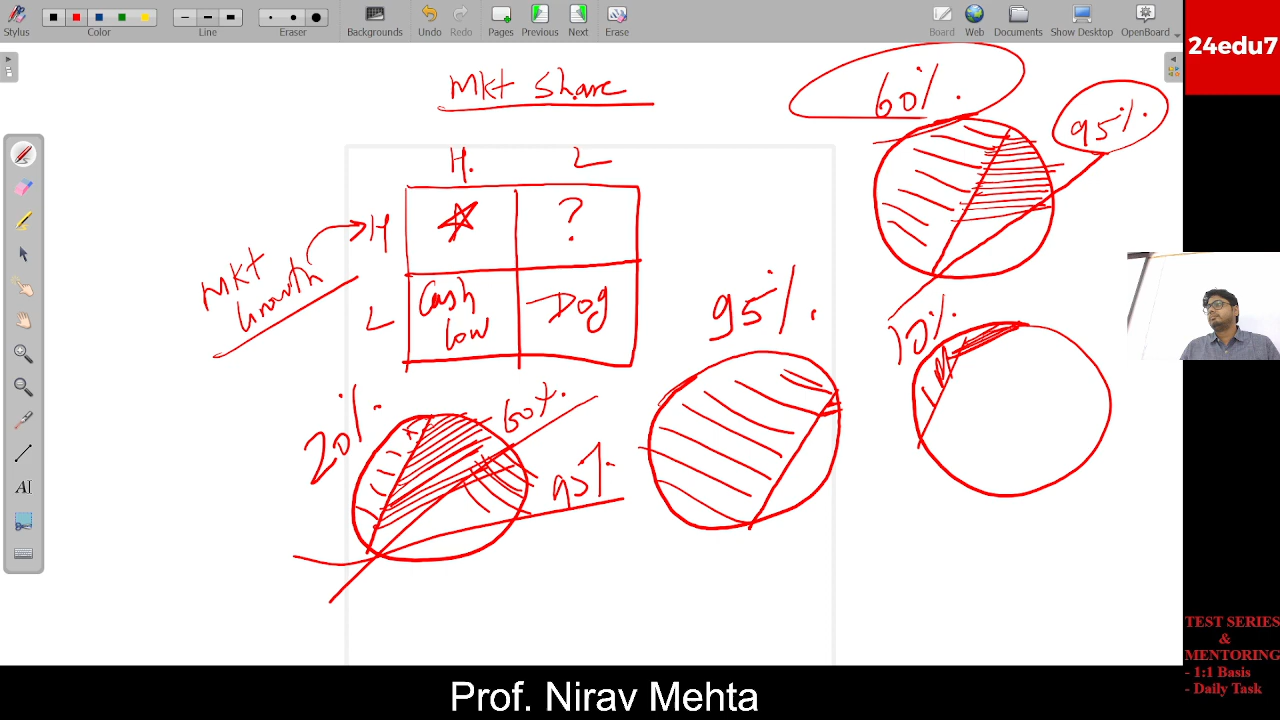 Stylus
Color
Line
Eraser
Backgrounds
Undo
Redo
Pages
Previous
Next
Erase
Board
Web
Documents
Show Desktop
OpenBoard
24edu7
Mkt Share
60%.
95%.
H.
L
H
?
Mkt
Growth
L
Cash
Cow
Dog
95%.
10%.
20%.
60%.
95%.
AI
TEST SERIES
&
MENTORING
- 1:1 Basis
- Daily Task
Prof. Nirav Mehta